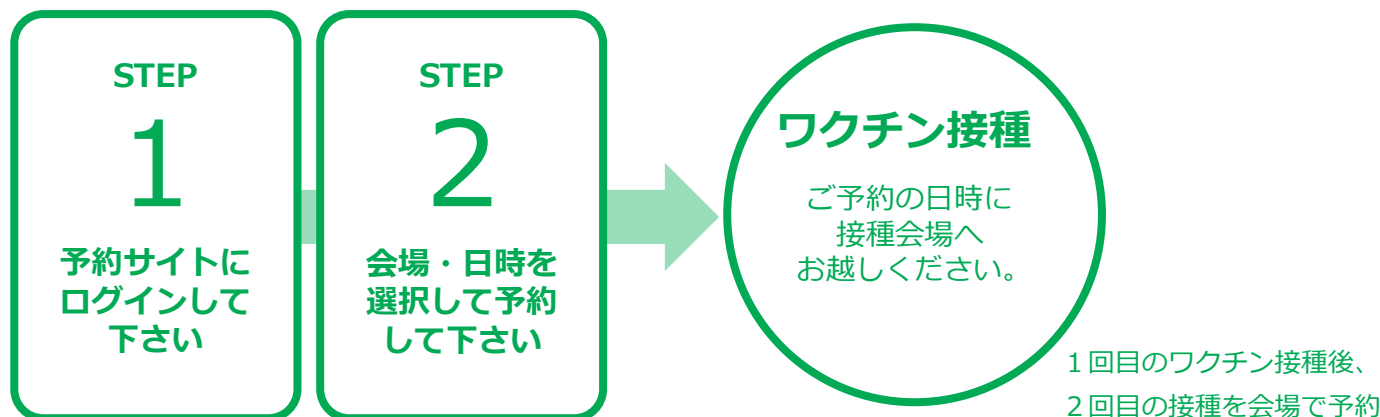 STEP
1
予約サイトに
ログインして
下さい
STEP
2
会場・日時を
選択して予約
して下さい
ワクチン接種
ご予約の日時に
接種会場へ
お越しください。
１回目のワクチン接種後、
２回目の接種を会場で予約